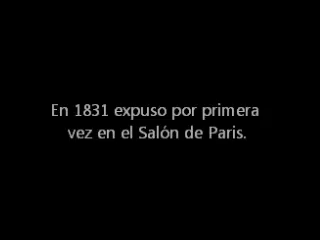 En 1831 expuso por primera
vez en el Salón de Paris.